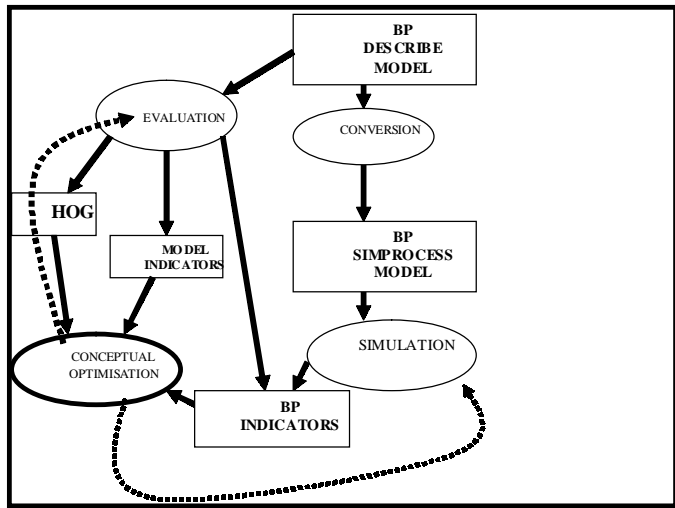 BP
DESCRIBE
MODEL
EVALUATION
CONVERSION
HOG
MODEL
INDICATORS
BP
SIMPROCESS
MODEL
CONCEPTUAL
OPTIMISATION
SIMULATION
BP
INDICATORS